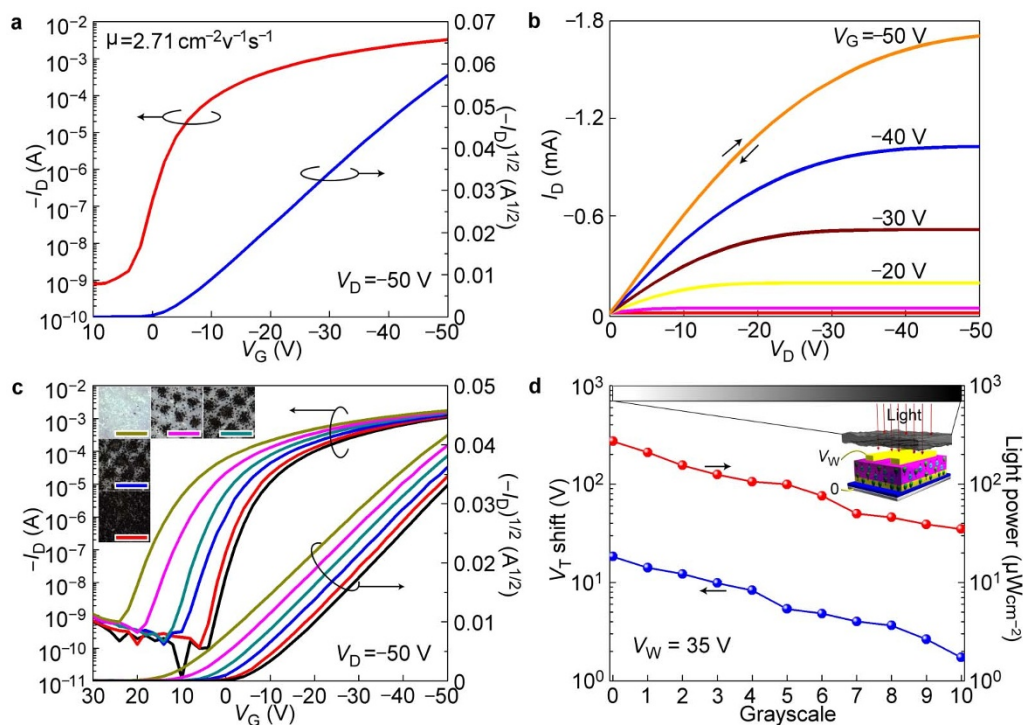 a
μ=2.71 cm⁻²v⁻¹s⁻¹
V_D=−50 V
−I_D (A)
10⁻²
10⁻³
10⁻⁴
10⁻⁵
10⁻⁶
10⁻⁷
10⁻⁸
10⁻⁹
10⁻¹⁰
(−I_D)^1/2 (A^1/2)
0.07
0.06
0.05
0.04
0.03
0.02
0.01
0
10 0 −10 −20 −30 −40 −50
V_G (V)
b
V_G=−50 V
−40 V
−30 V
−20 V
I_D (mA)
−1.8
−1.2
−0.6
0
0 −10 −20 −30 −40 −50
V_D (V)
c
V_D=−50 V
−I_D (A)
10⁻²
10⁻³
10⁻⁴
10⁻⁵
10⁻⁶
10⁻⁷
10⁻⁸
10⁻⁹
10⁻¹⁰
10⁻¹¹
(−I_D)^1/2 (A^1/2)
0.05
0.04
0.03
0.02
0.01
0
30 20 10 0 −10 −20 −30 −40 −50
V_G (V)
d
Light
V_W
0
V_W = 35 V
V_T shift (V)
10³
10²
10¹
10⁰
Light power (μWcm⁻²)
10³
10²
10¹
10⁰
0 1 2 3 4 5 6 7 8 9 10
Grayscale